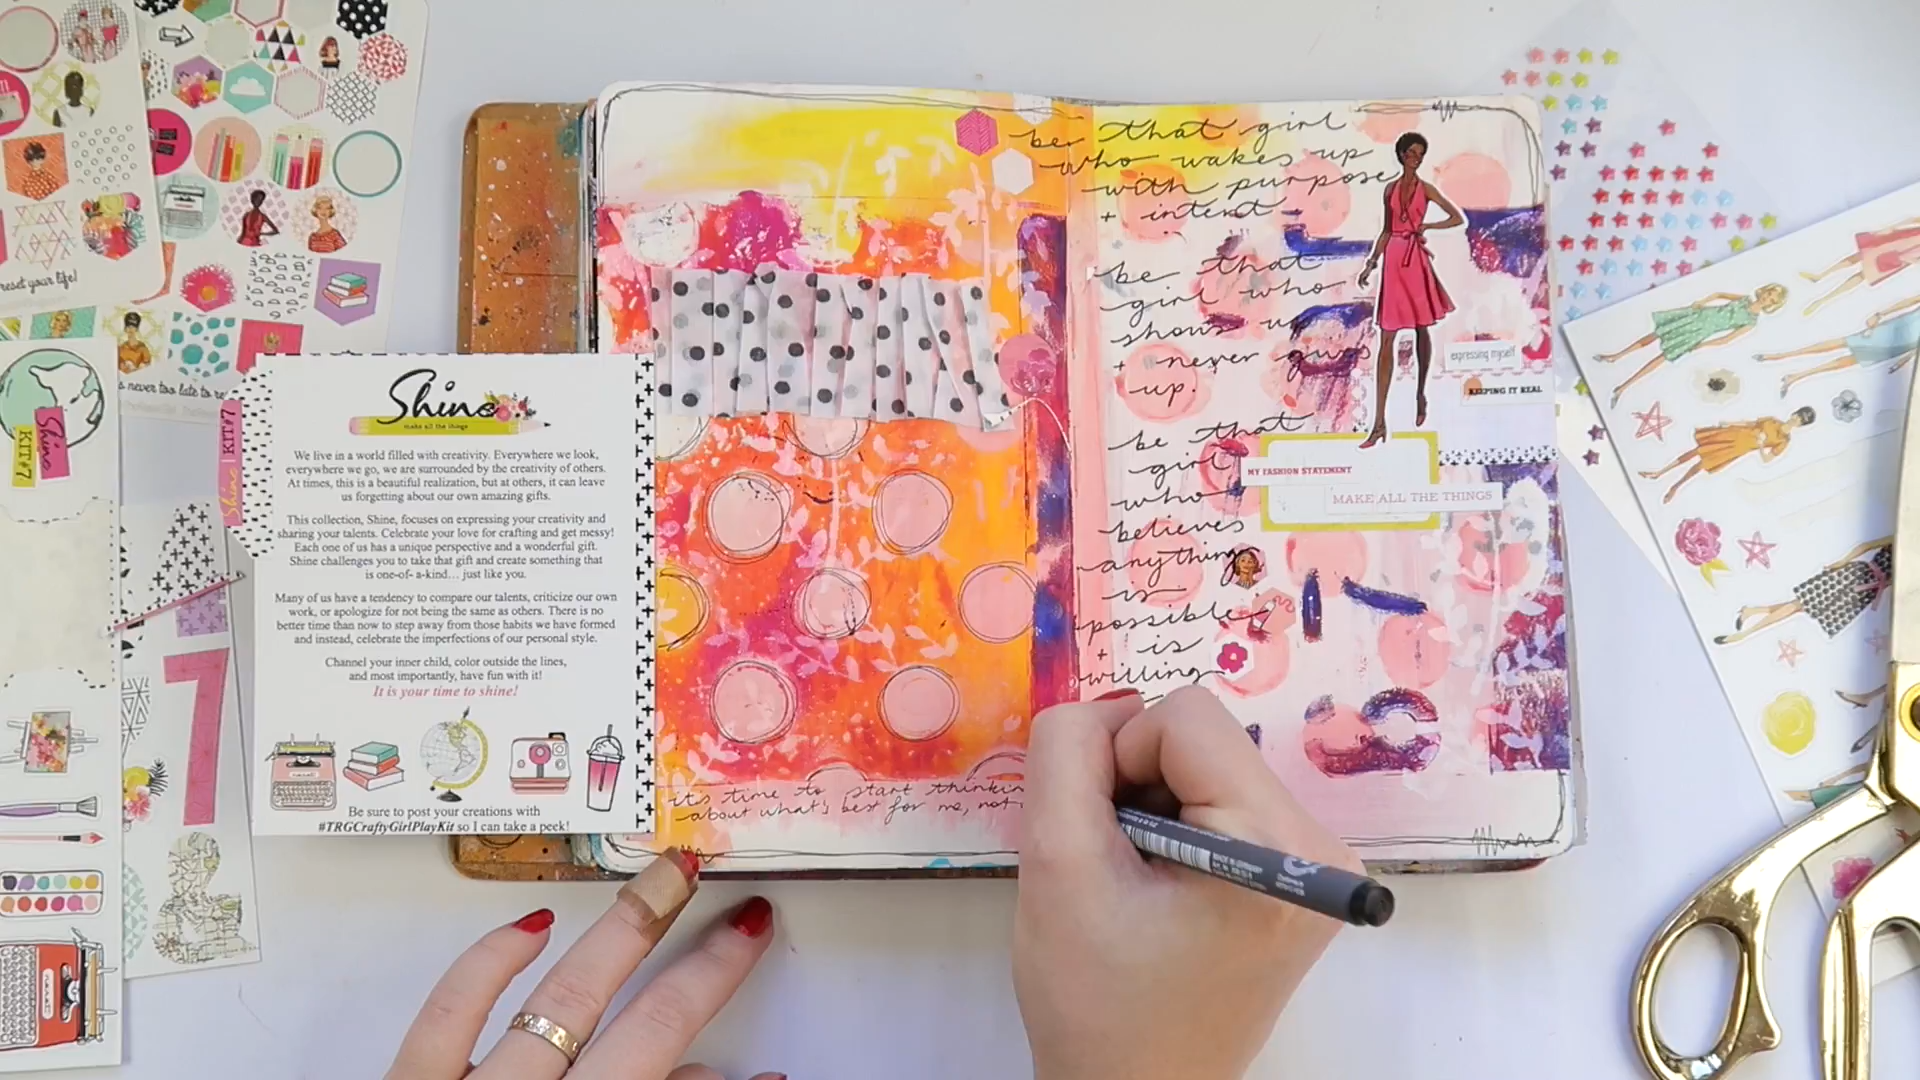 reset your life!
's never too late to re
Shine
KIT#7
Shine | KIT#7
Shine
make all the things
We live in a world filled with creativity. Everywhere we look,
everywhere we go, we are surrounded by the creativity of others.
At times, this is a beautiful realization, but at others, it can leave
us forgetting about our own amazing gifts.
This collection, Shine, focuses on expressing your creativity and
sharing your talents. Celebrate your love for crafting and get messy!
Each one of us has a unique perspective and a wonderful gift.
Shine challenges you to take that gift and create something that
is one-of- a-kind… just like you.
Many of us have a tendency to compare our talents, criticize our own
work, or apologize for not being the same as others. There is no
better time than now to step away from those habits we have formed
and instead, celebrate the imperfections of our personal style.
Channel your inner child, color outside the lines,
and most importantly, have fun with it!
It is your time to shine!
Be sure to post your creations with
#TRGCraftyGirlPlayKit so I can take a peek!
7
its time to start thinkin
about what's best for me, not
be that girl
who wakes up
with purpose
+ intent
be that
girl who
shows up
+ never gives
up.
be that
girl
who
believes
anything
is
possible
+ is
willing
expressing myself
KEEPING IT REAL
MY FASHION STATEMENT
MAKE ALL THE THINGS
MADE IN GERMANY